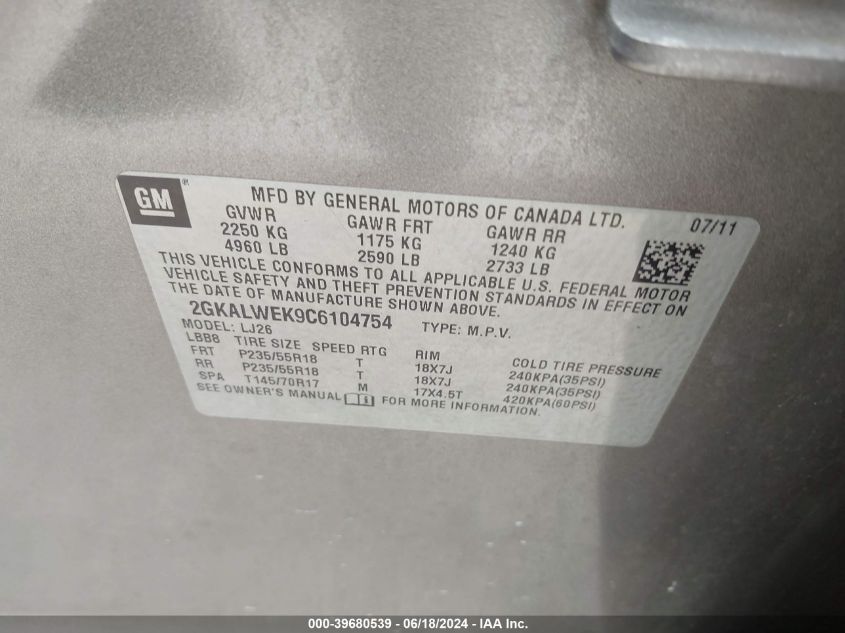 GM® MFD BY GENERAL MOTORS OF CANADA LTD. 07/11
GVWR GAWR FRT GAWR RR
2250 KG 1175 KG 1240 KG
4960 LB 2590 LB 2733 LB
THIS VEHICLE CONFORMS TO ALL APPLICABLE U.S. FEDERAL MOTOR
VEHICLE SAFETY AND THEFT PREVENTION STANDARDS IN EFFECT ON
THE DATE OF MANUFACTURE SHOWN ABOVE.
2GKALWEK9C6104754 TYPE: M.P.V.
MODEL: LJ26
LBB8 TIRE SIZE SPEED RTG RIM COLD TIRE PRESSURE
FRT P235/55R18 T 18X7J 240KPA(35PSI)
RR P235/55R18 T 18X7J 240KPA(35PSI)
SPA T145/70R17 M 17X4.5T 420KPA(60PSI)
SEE OWNER'S MANUAL FOR MORE INFORMATION.
000-39680539 - 06/18/2024 - IAA Inc.